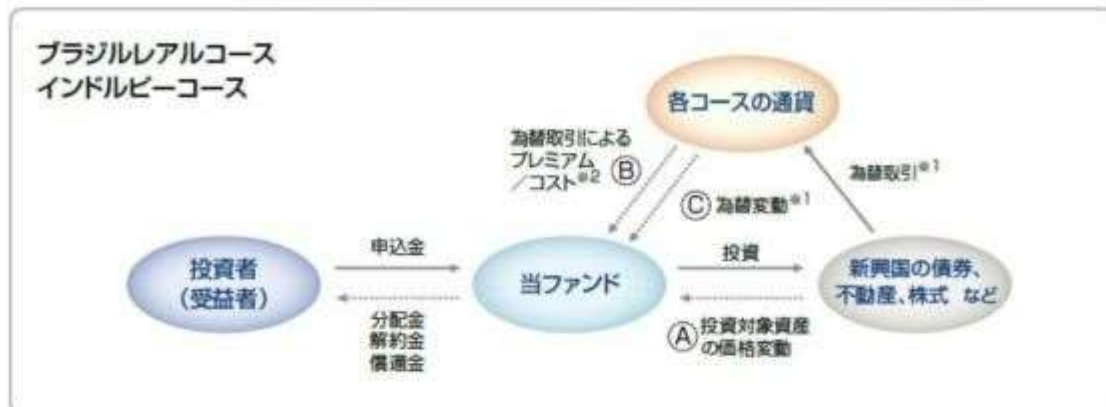 ブラジルレアルコース
インドルピーコース
各コースの通貨
為替取引による
プレミアム
／コスト※2
Ⓑ
Ⓒ為替変動※1
為替取引※1
投資者
（受益者）
申込金
分配金
解約金
償還金
当ファンド
投資
Ⓐ投資対象資産
の価格変動
新興国の債券、
不動産、株式 など